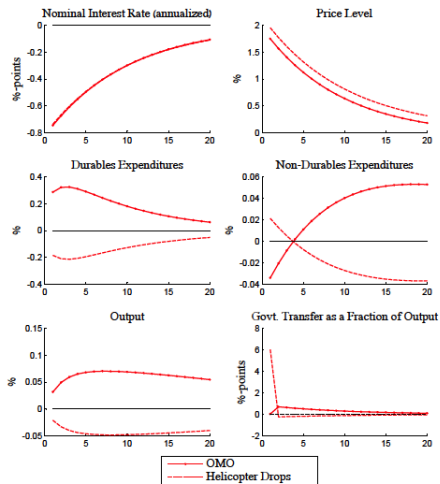 Nominal Interest Rate (annualized)
%-points
0
-0.2
-0.4
-0.6
-0.8
5 10 15 20
Price Level
%
2
1.5
1
0.5
0
5 10 15 20
Durables Expenditures
%
0.4
0.2
0
-0.2
-0.4
5 10 15 20
Non-Durables Expenditures
%
0.06
0.04
0.02
0
-0.02
-0.04
5 10 15 20
Output
%
0.15
0.1
0.05
0
-0.05
5 10 15 20
Govt. Transfer as a Fraction of Output
%-points
8
6
4
2
0
-2
5 10 15 20
OMO
Helicopter Drops